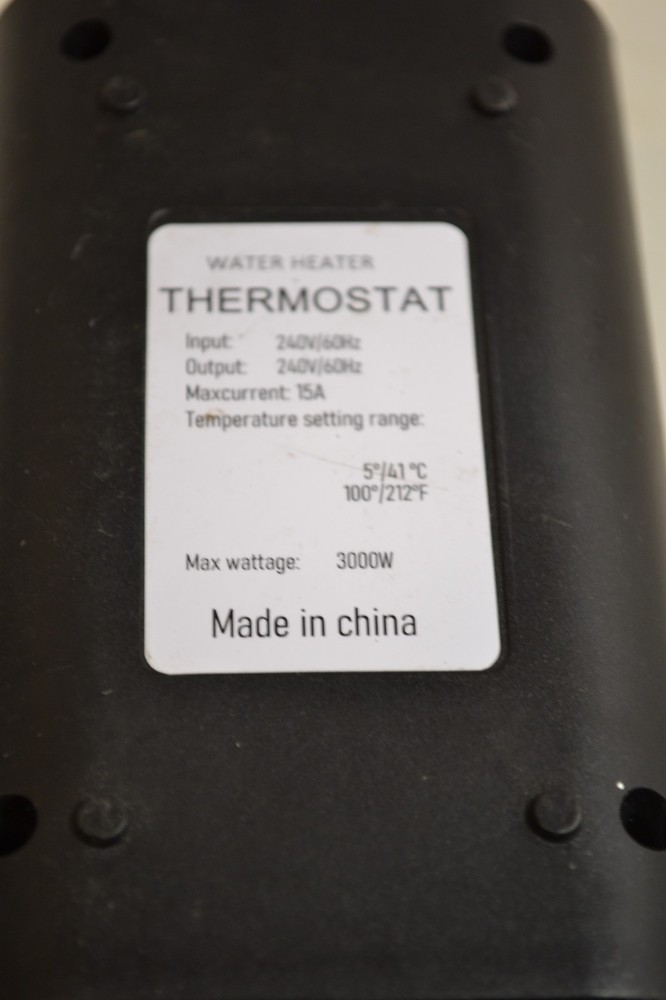 WATER HEATER
THERMOSTAT
Input: 240V/60Hz
Output: 240V/60Hz
Maxcurrent: 15A
Temperature setting range:
5°/41 °C
100°/212°F
Max wattage: 3000W
Made in china